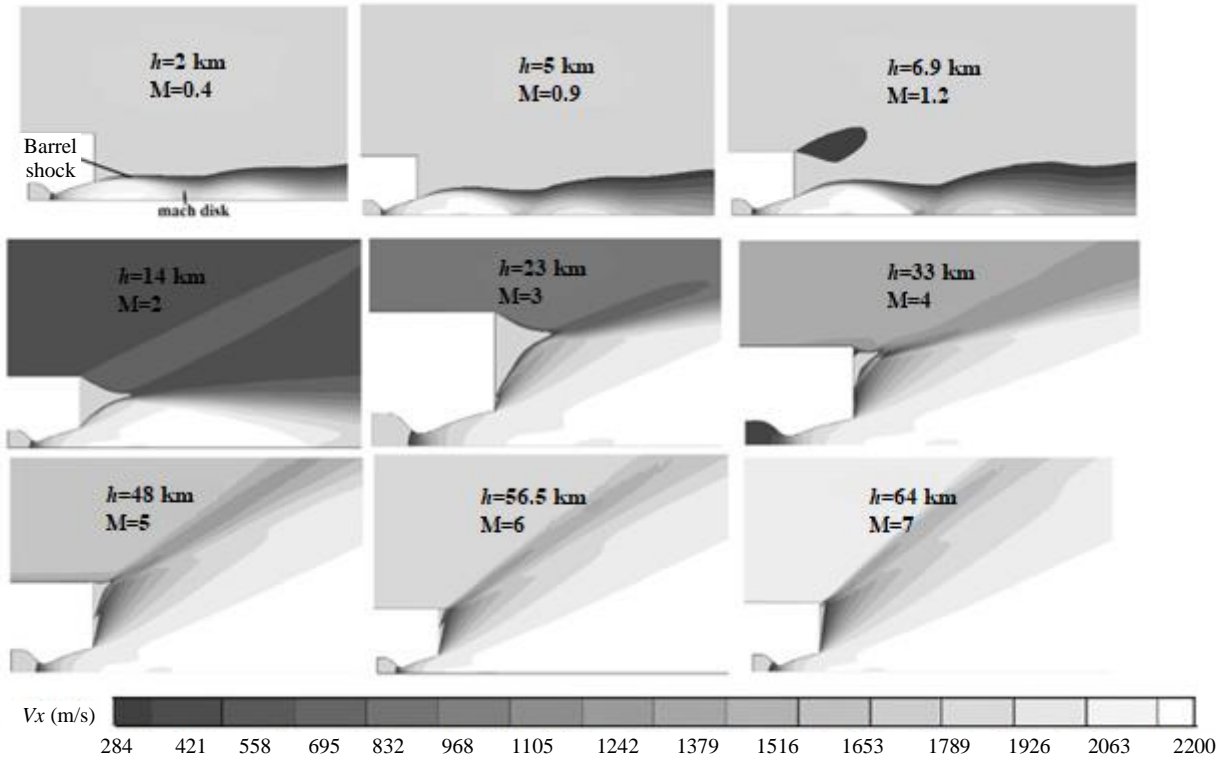 h=2 km
M=0.4
h=5 km
M=0.9
h=6.9 km
M=1.2
Barrel
shock
mach disk
h=14 km
M=2
h=23 km
M=3
h=33 km
M=4
h=48 km
M=5
h=56.5 km
M=6
h=64 km
M=7
Vx (m/s)
284 421 558 695 832 968 1105 1242 1379 1516 1653 1789 1926 2063 2200